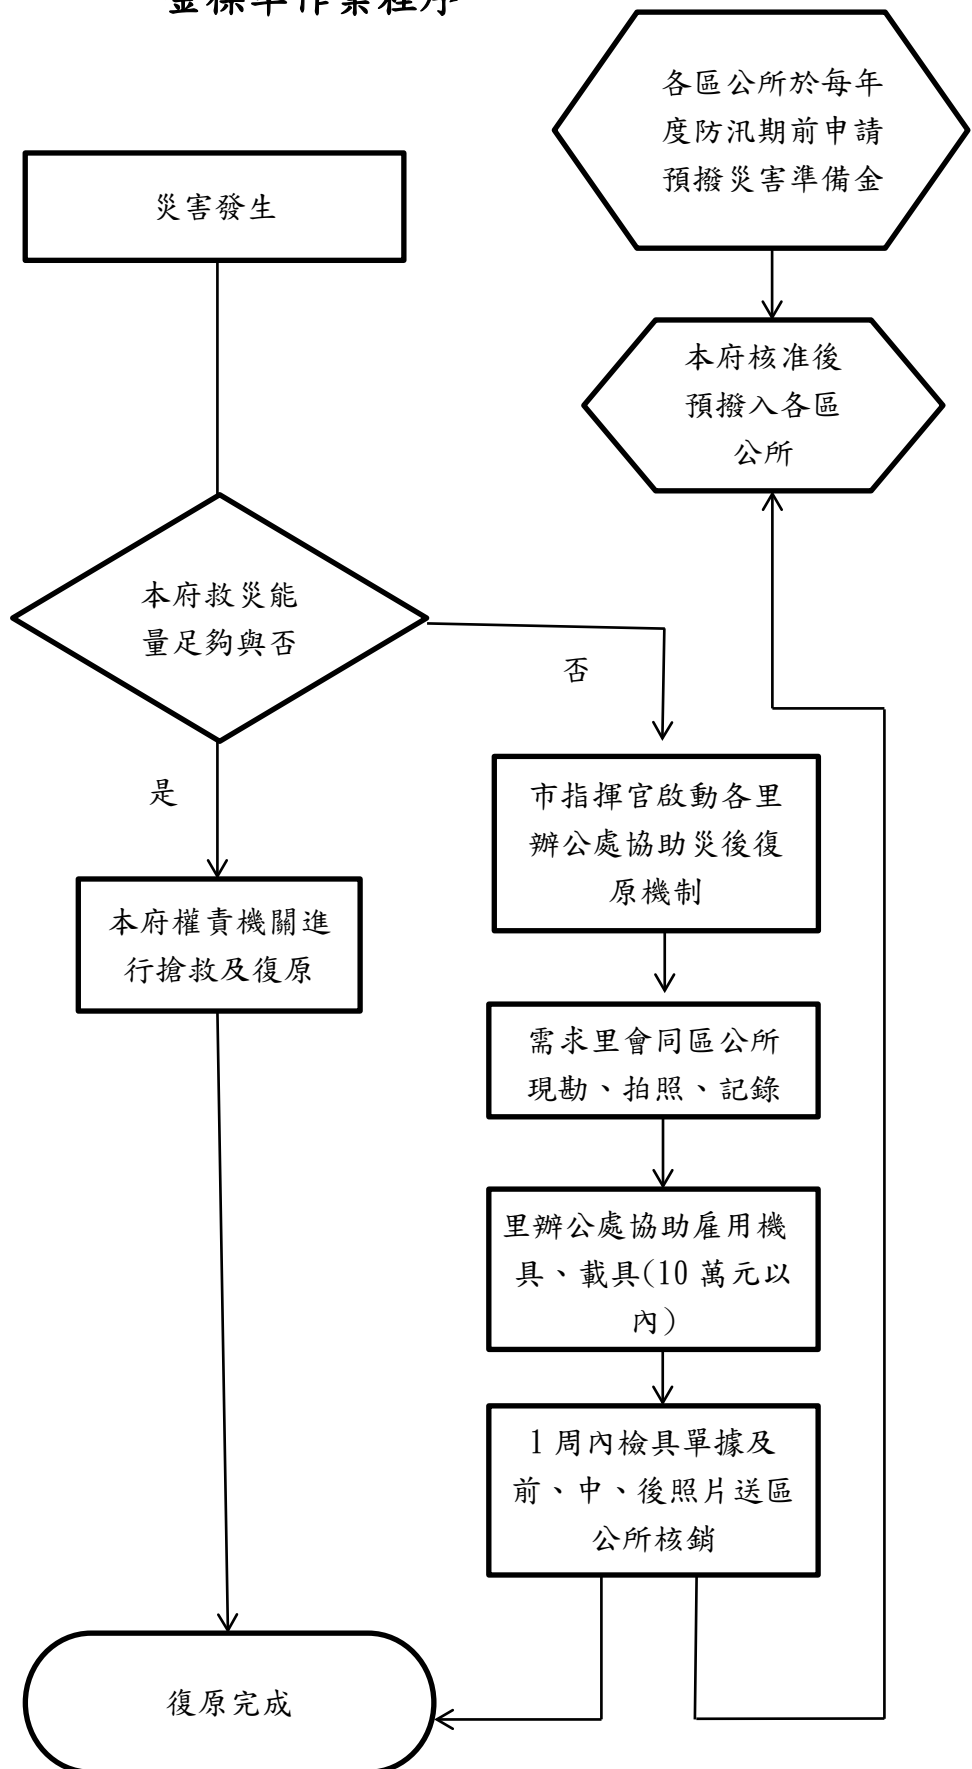 金標準作業程序
各區公所於每年
度防汛期前申請
預撥災害準備金
災害發生
本府核准後
預撥入各區
公所
本府救災能
量足夠與否
否
是
市指揮官啟動各里
辦公處協助災後復
原機制
本府權責機關進
行搶救及復原
需求里會同區公所
現勘、拍照、記錄
里辦公處協助雇用機
具、載具(10萬元以
內)
1周內檢具單據及
前、中、後照片送區
公所核銷
復原完成